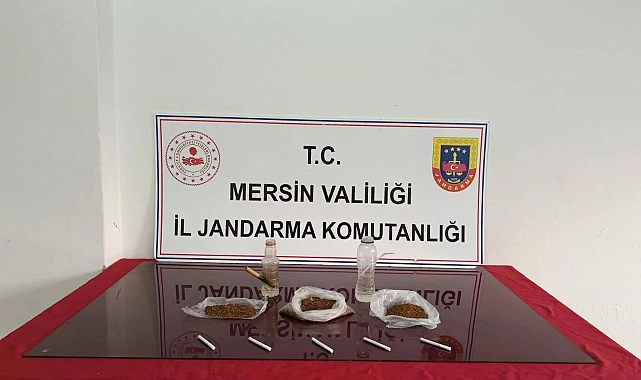 T.C.
MERSİN VALİLİĞİ
İL JANDARMA KOMUTANLIĞI
JANDARMA